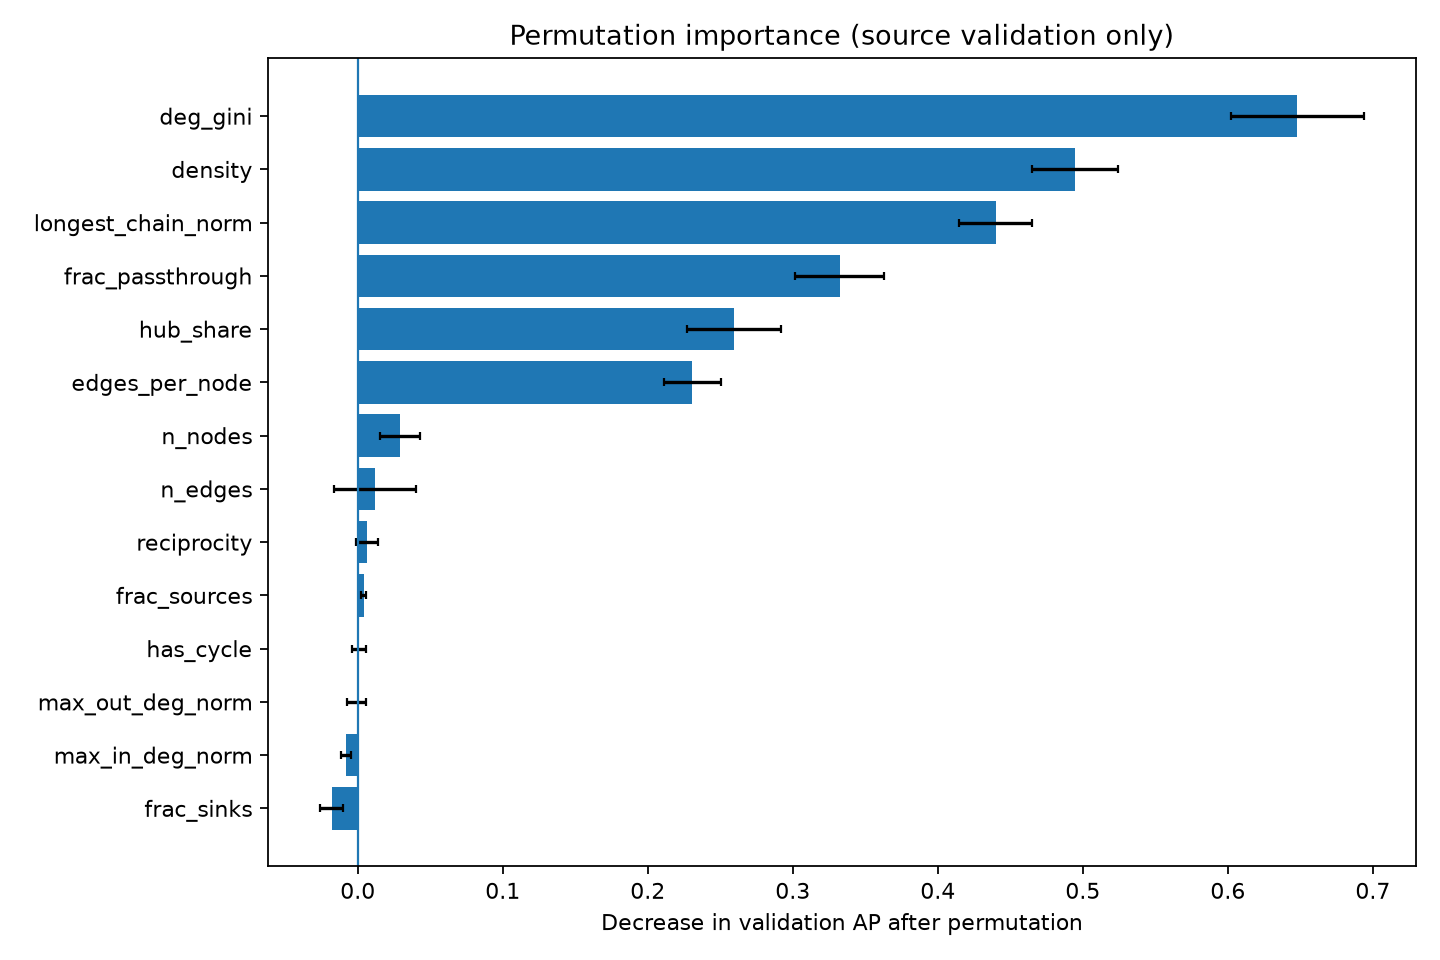 Permutation importance (source validation only)
deg_gini
density
longest_chain_norm
frac_passthrough
hub_share
edges_per_node
n_nodes
n_edges
reciprocity
frac_sources
has_cycle
max_out_deg_norm
max_in_deg_norm
frac_sinks
0.0 0.1 0.2 0.3 0.4 0.5 0.6 0.7
Decrease in validation AP after permutation